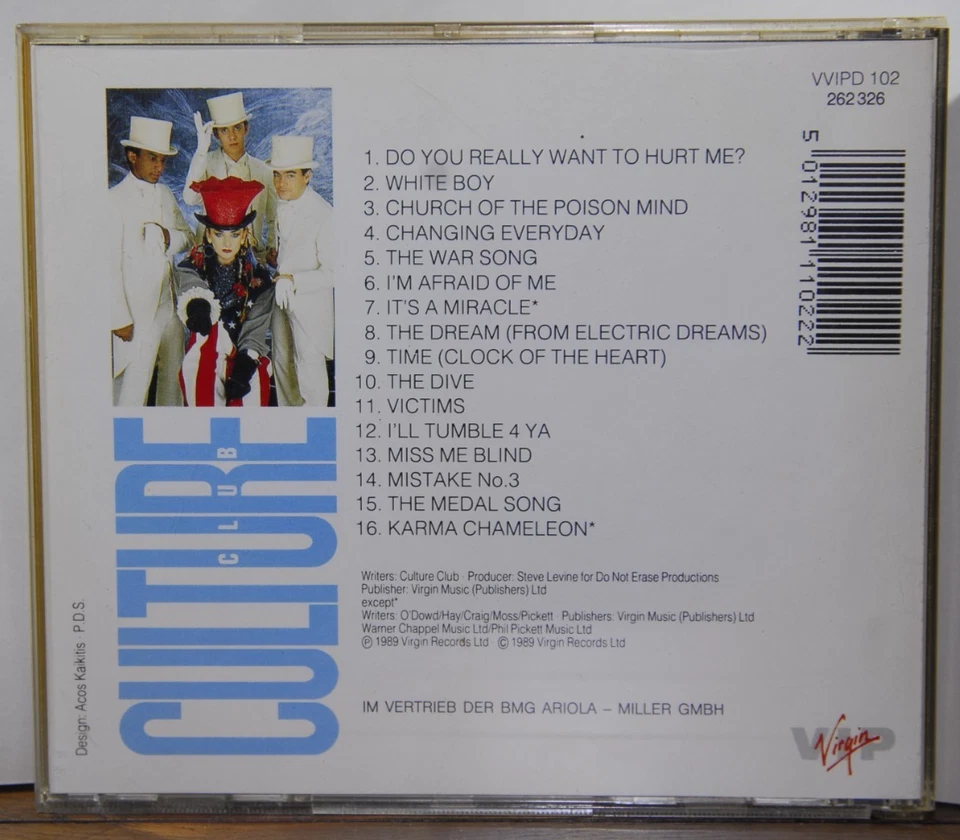 VVIPD 102
262 326
5 012981 110222
1. DO YOU REALLY WANT TO HURT ME?
2. WHITE BOY
3. CHURCH OF THE POISON MIND
4. CHANGING EVERYDAY
5. THE WAR SONG
6. I'M AFRAID OF ME
7. IT'S A MIRACLE*
8. THE DREAM (FROM ELECTRIC DREAMS)
9. TIME (CLOCK OF THE HEART)
10. THE DIVE
11. VICTIMS
12. I'LL TUMBLE 4 YA
13. MISS ME BLIND
14. MISTAKE No.3
15. THE MEDAL SONG
16. KARMA CHAMELEON*
CULTURE
CLUB
Writers: Culture Club · Producer: Steve Levine for Do Not Erase Productions
Publisher: Virgin Music (Publishers) Ltd
except*
Writers: O'Dowd/Hay/Craig/Moss/Pickett · Publishers: Virgin Music (Publishers) Ltd
Warner Chappel Music Ltd/Phil Pickett Music Ltd
Ⓟ 1989 Virgin Records Ltd · © 1989 Virgin Records Ltd
IM VERTRIEB DER BMG ARIOLA – MILLER GMBH
Design: Acos Kaikitis · P.D.S.
VIP
Virgin